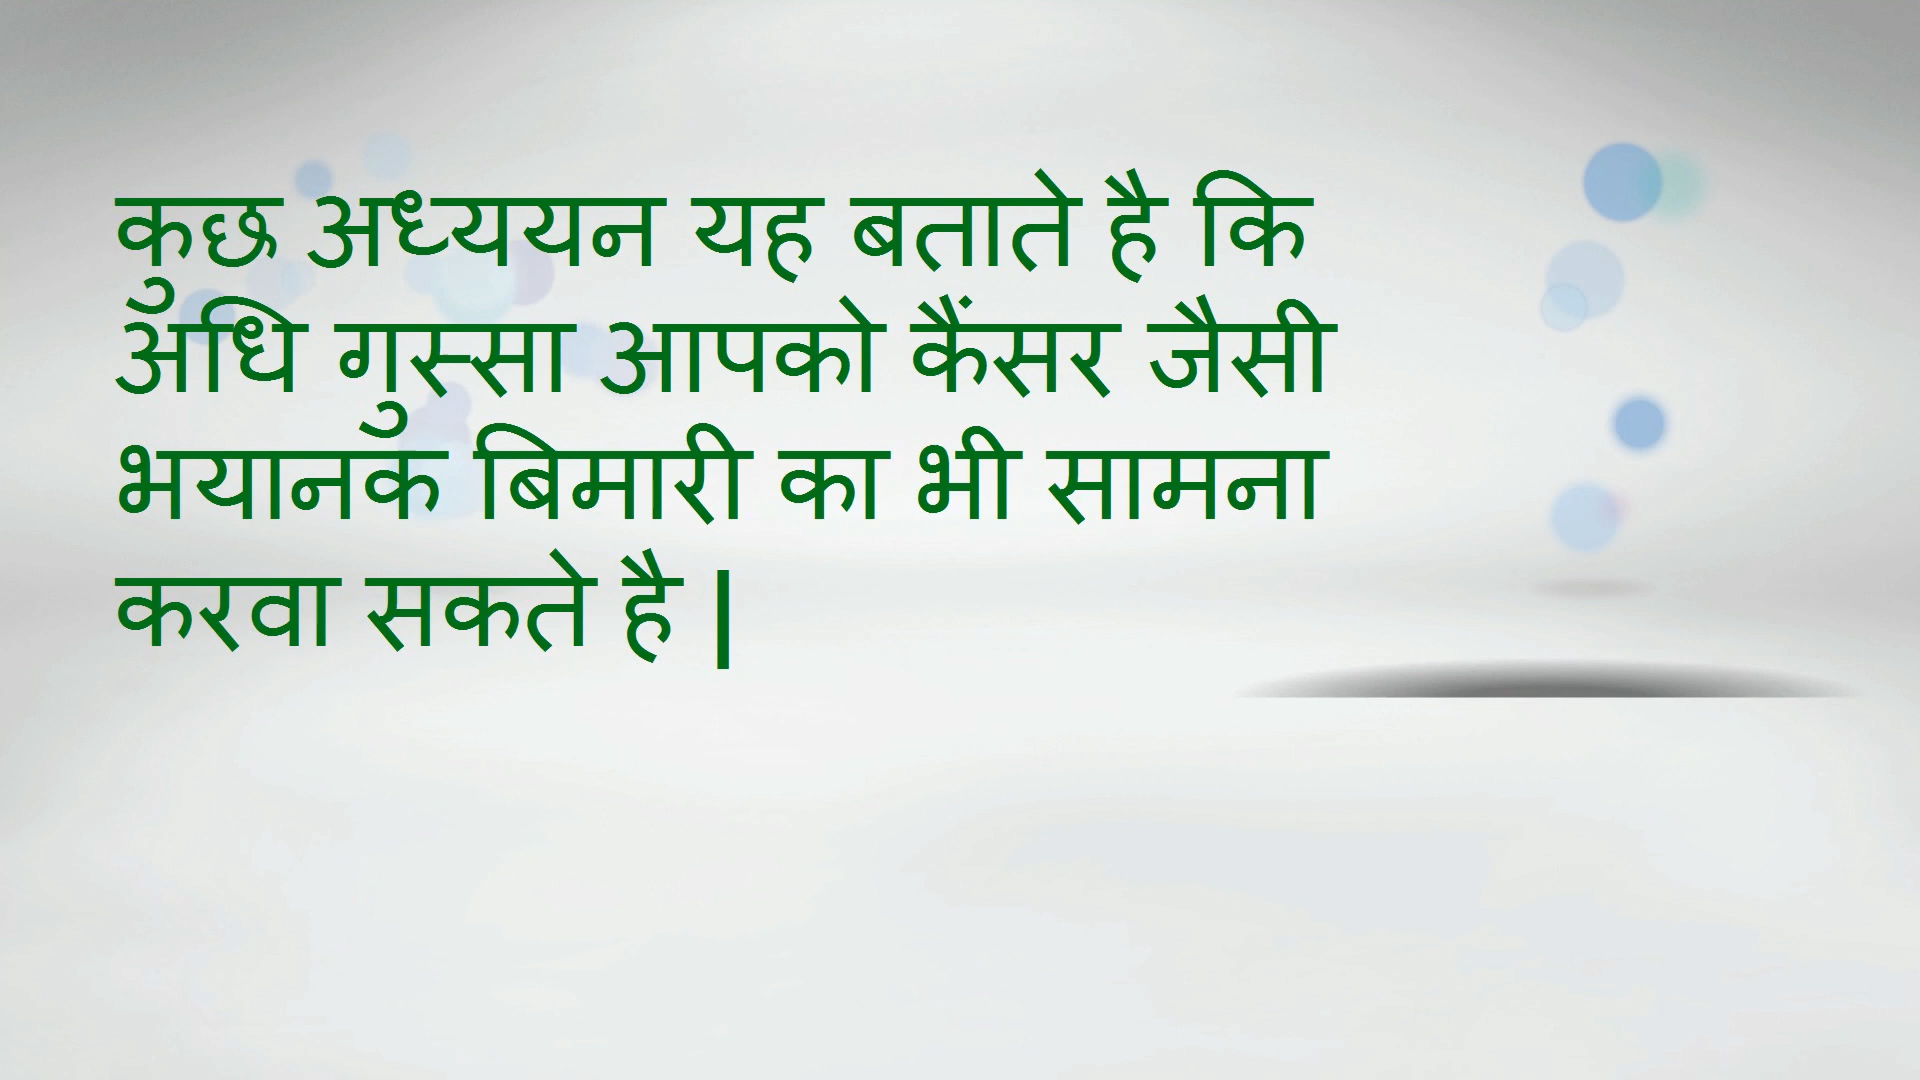 कुछ अध्ययन यह बताते है कि
अधि गुस्सा आपको कैंसर जैसी
भयानक बिमारी का भी सामना
करवा सकते है |